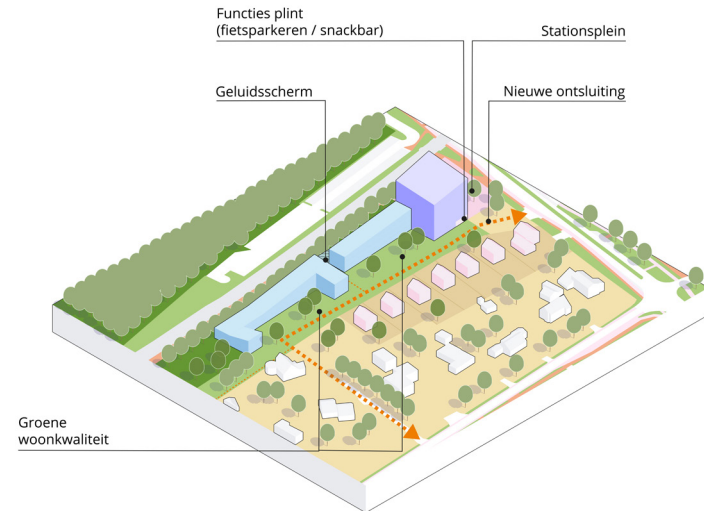 Functies plint
(fietsparkeren / snackbar)
Stationsplein
Geluidsscherm
Nieuwe ontsluiting
Groene
woonkwaliteit